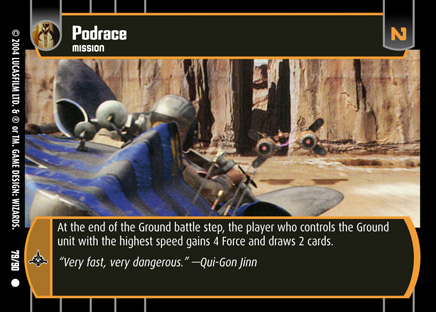 Podrace
MISSION
N
At the end of the Ground battle step, the player who controls the Ground
unit with the highest speed gains 4 Force and draws 2 cards.
"Very fast, very dangerous." —Qui-Gon Jinn
© 2004 LUCASFILM LTD. & ® or TM. GAME DESIGN: WIZARDS.
79/90